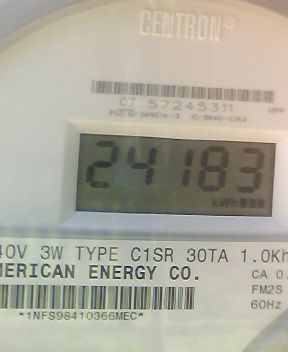 CENTRON®
07 57245311
24183
kWh
40V 3W TYPE C1SR 30TA 1.0Kh
MERICAN ENERGY CO.
CA 0.
FM2S
60Hz
*1NFS98410366MEC*